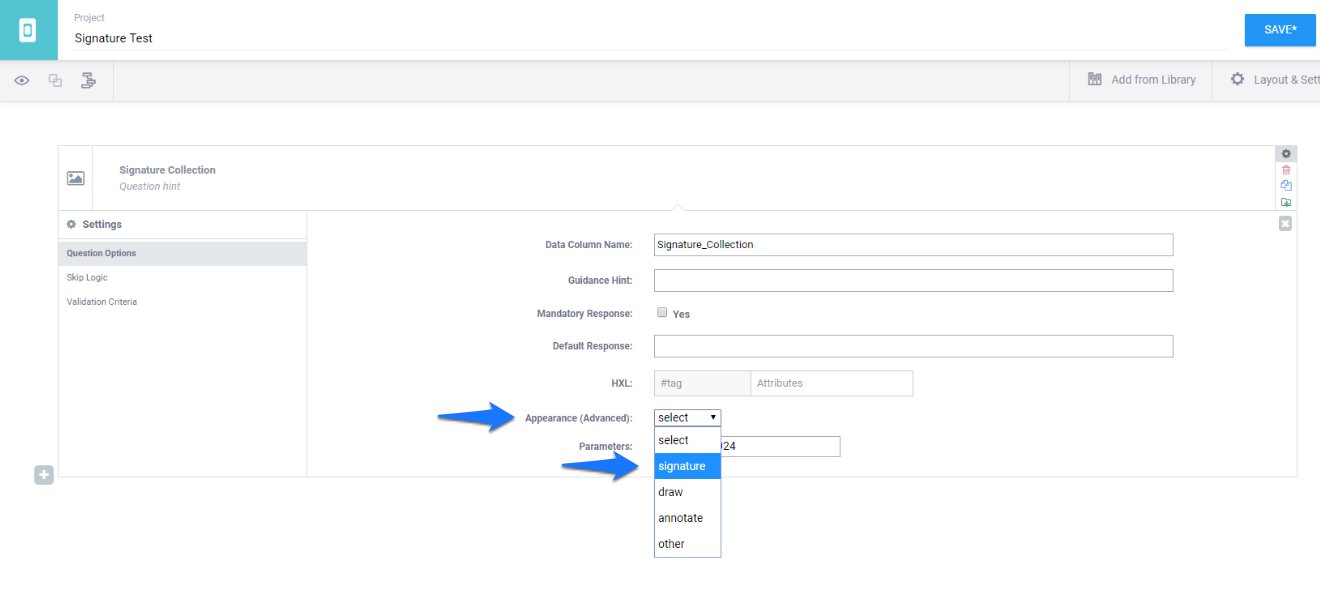 Project
Signature Test
SAVE*
Add from Library
Layout & Sett
Signature Collection
Question hint
Settings
Question Options
Skip Logic
Validation Criteria
Data Column Name: Signature_Collection
Guidance Hint:
Mandatory Response: Yes
Default Response:
HXL: #tag Attributes
Appearance (Advanced): select
Parameters: 024
select
signature
draw
annotate
other